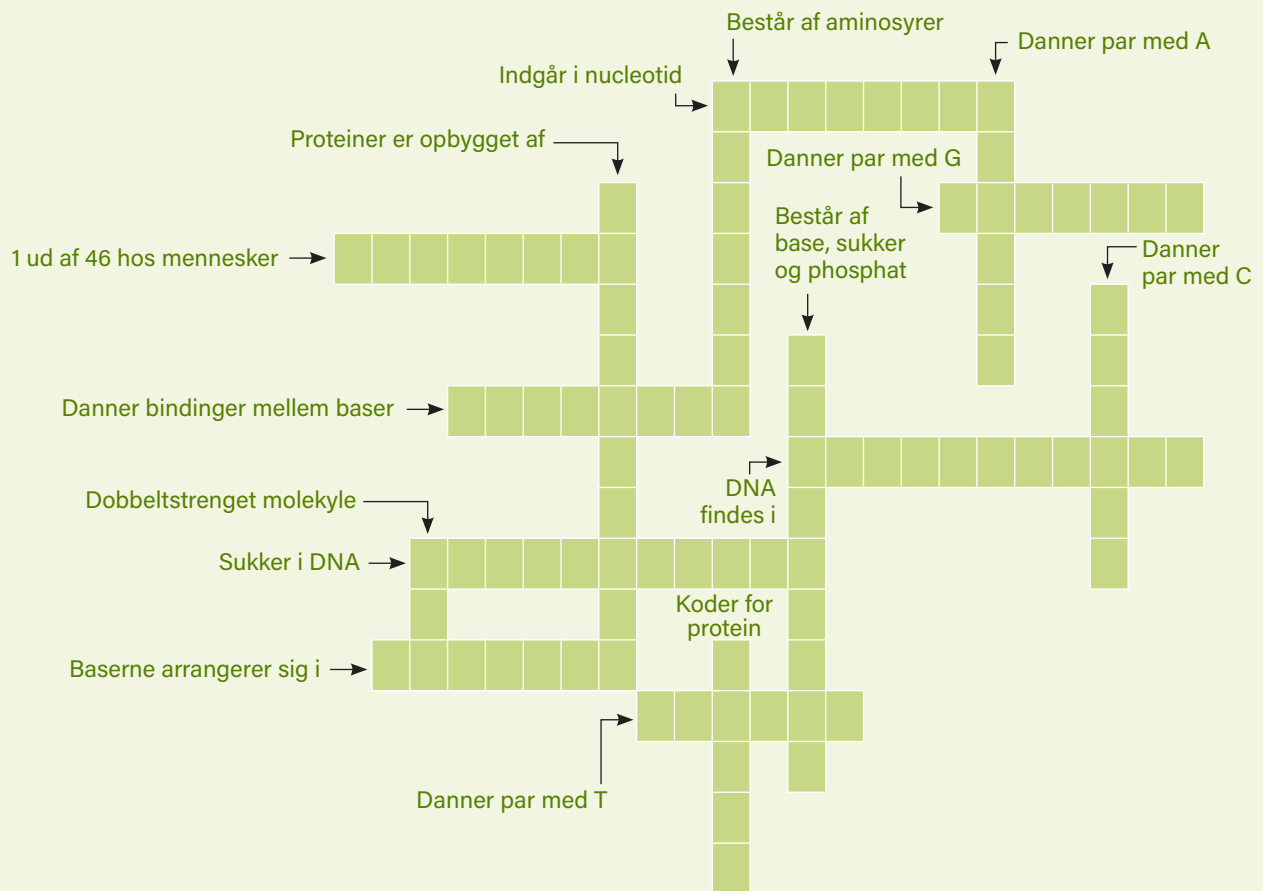 Består af aminosyrer
Danner par med A
Indgår i nucleotid
Proteiner er opbygget af
Danner par med G
Består af
base, sukker
og phosphat
1 ud af 46 hos mennesker
Danner
par med C
Danner bindinger mellem baser
DNA
findes i
Dobbeltstrenget molekyle
Sukker i DNA
Koder for
protein
Baserne arrangerer sig i
Danner par med T